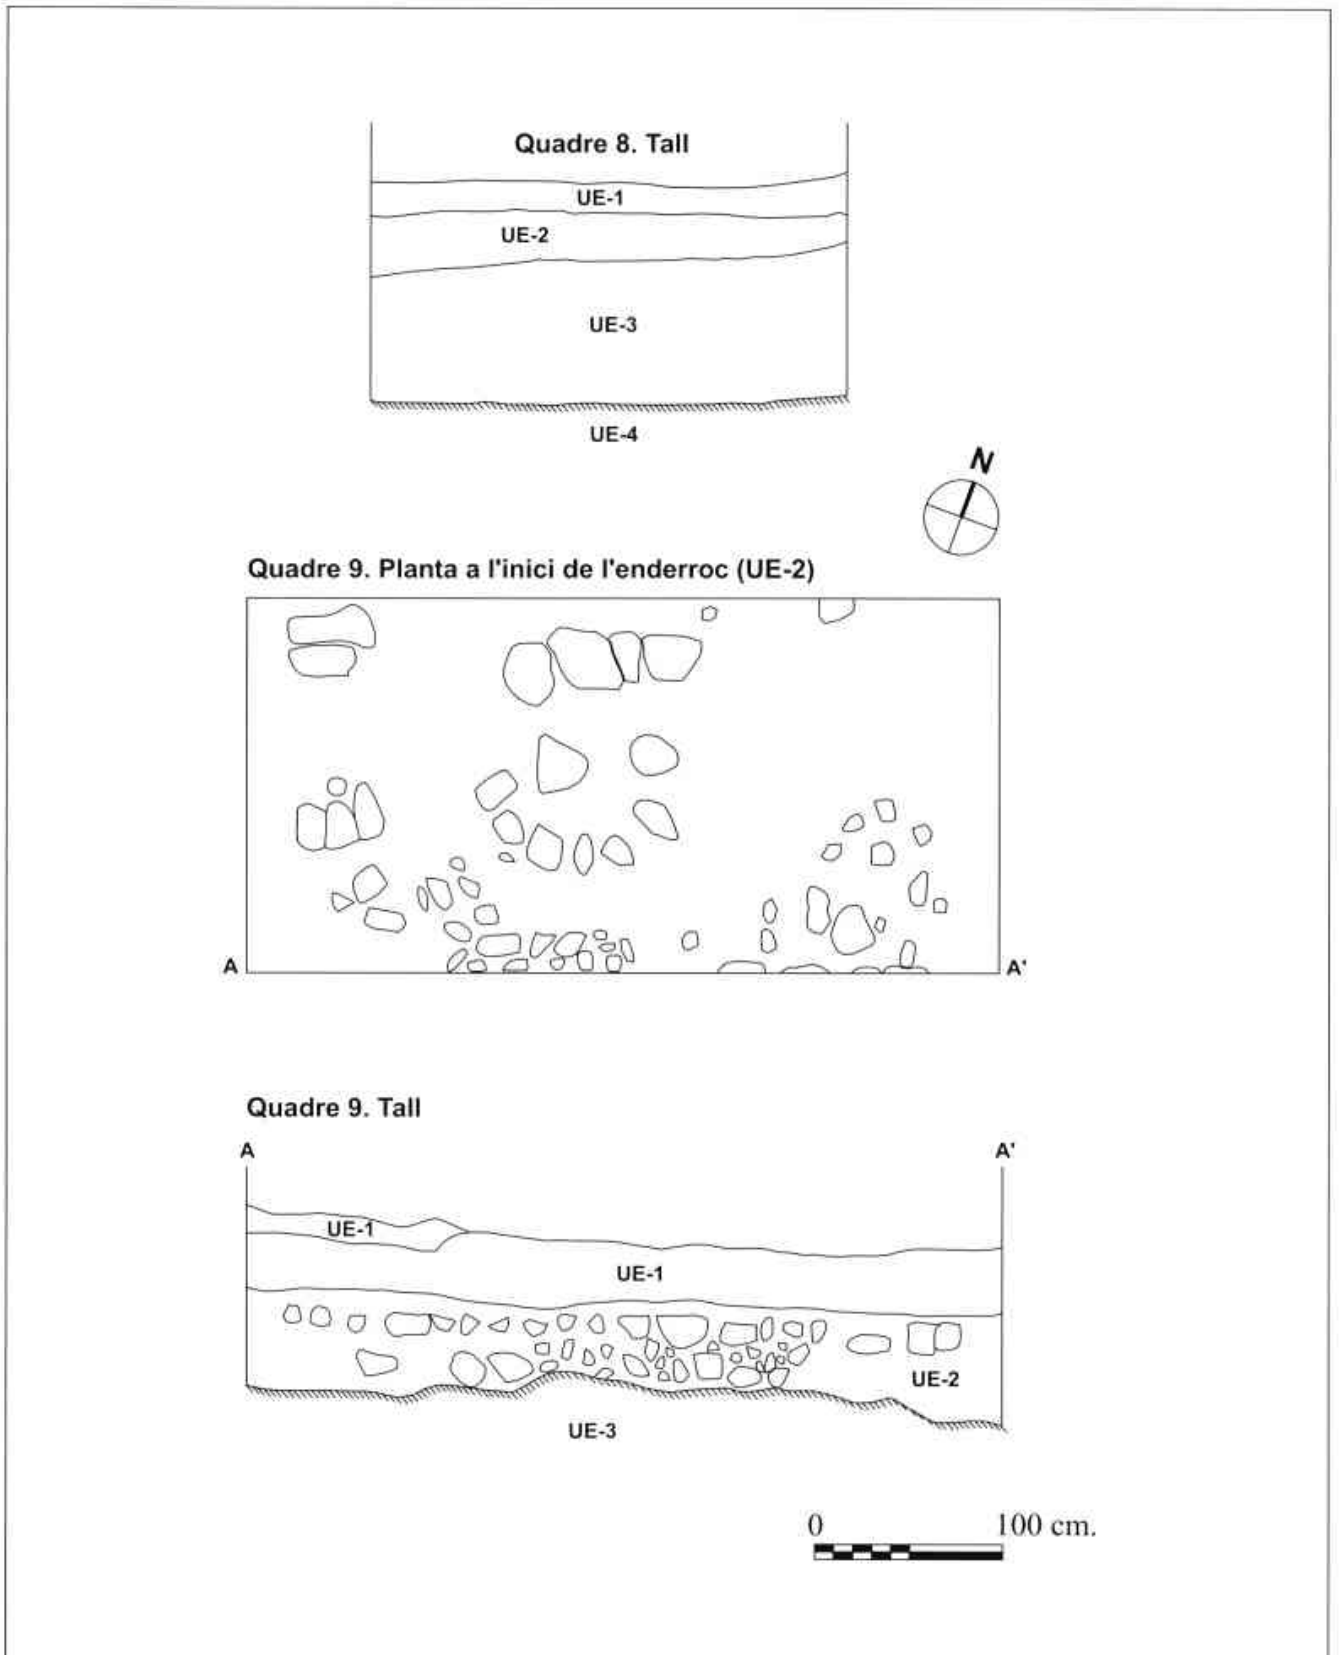 Quadre 8. Tall
UE-1
UE-2
UE-3
UE-4
N
Quadre 9. Planta a l'inici de l'enderroc (UE-2)
A A'
Quadre 9. Tall
A A'
UE-1
UE-1
UE-2
UE-3
0 100 cm.